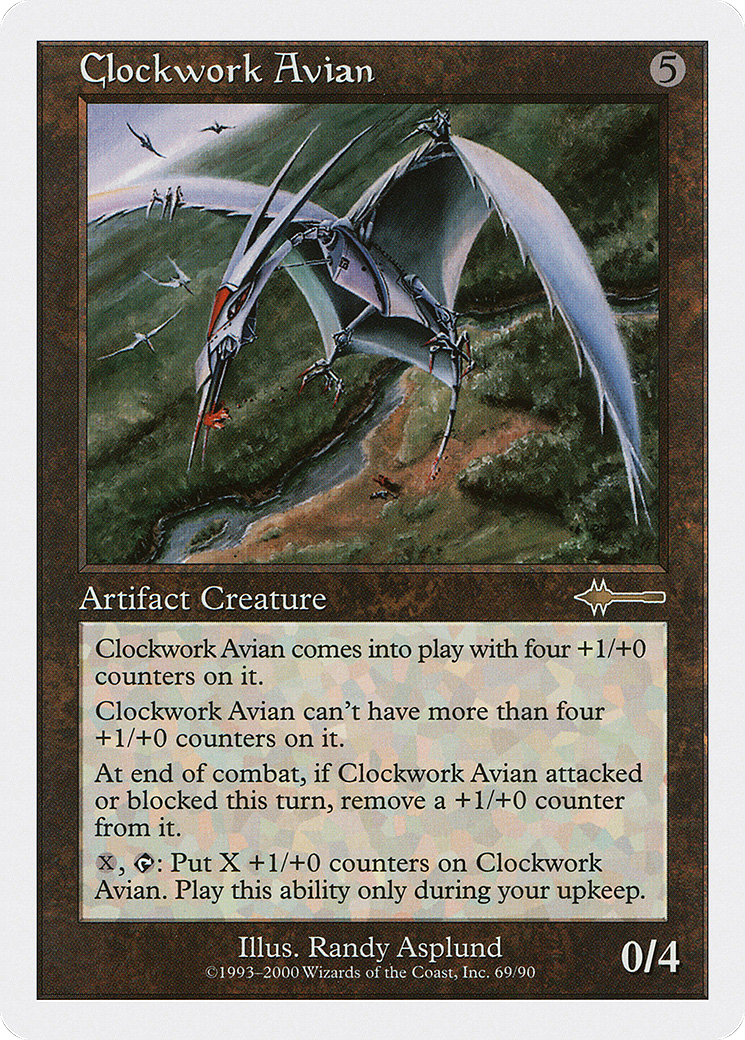 Clockwork Avian
5
Artifact Creature
Clockwork Avian comes into play with four +1/+0
counters on it.
Clockwork Avian can't have more than four
+1/+0 counters on it.
At end of combat, if Clockwork Avian attacked
or blocked this turn, remove a +1/+0 counter
from it.
X, : Put X +1/+0 counters on Clockwork
Avian. Play this ability only during your upkeep.
Illus. Randy Asplund
©1993–2000 Wizards of the Coast, Inc. 69/90
0/4